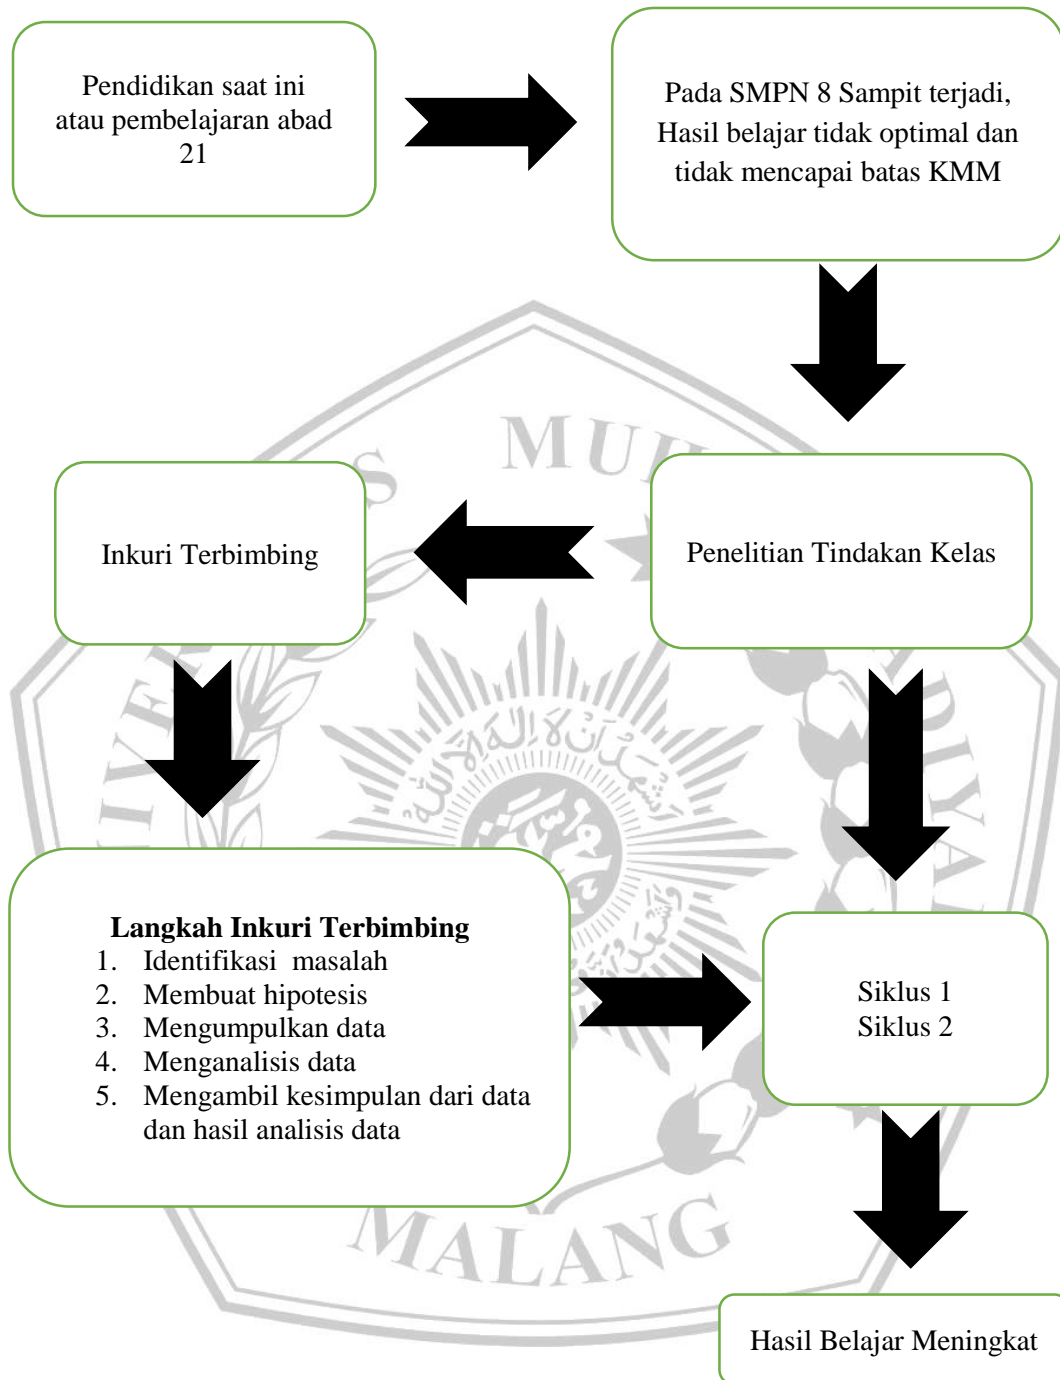 Pendidikan saat ini
atau pembelajaran abad
21
Pada SMPN 8 Sampit terjadi,
Hasil belajar tidak optimal dan
tidak mencapai batas KMM
Inkuri Terbimbing
Penelitian Tindakan Kelas
Langkah Inkuri Terbimbing
1. Identifikasi masalah
2. Membuat hipotesis
3. Mengumpulkan data
4. Menganalisis data
5. Mengambil kesimpulan dari data
dan hasil analisis data
Siklus 1
Siklus 2
Hasil Belajar Meningkat
MALANG